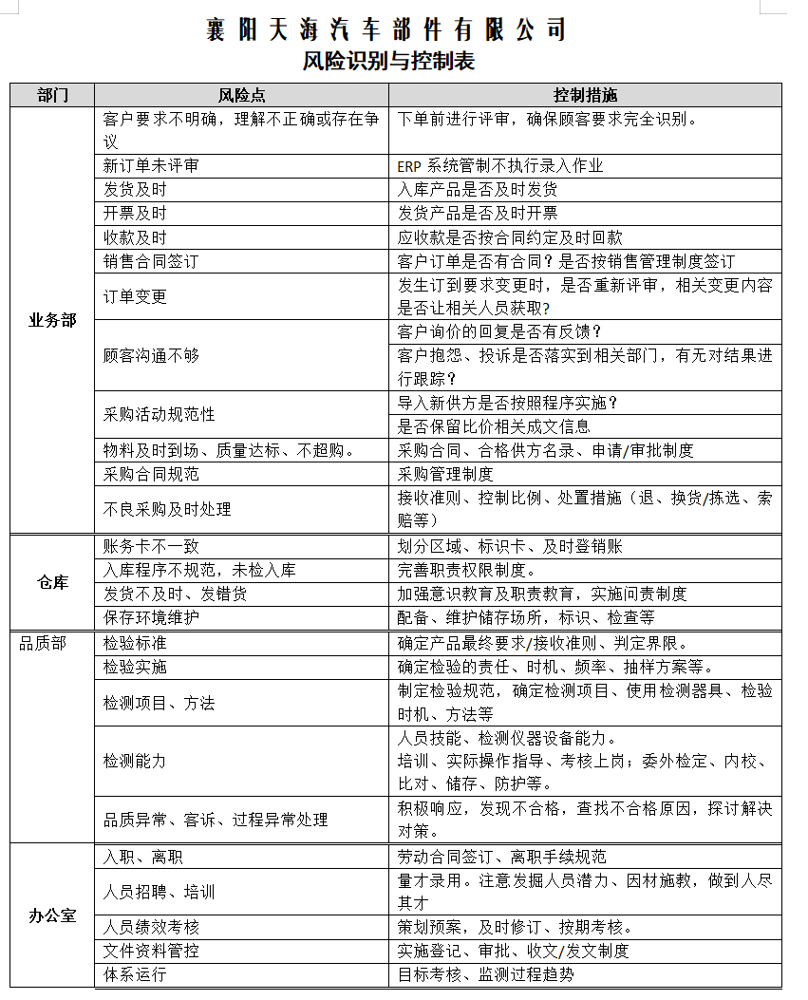 襄阳天海汽车部件有限公司
风险识别与控制表
部门 风险点 控制措施
业务部
客户要求不明确，理解不正确或存在争
议
下单前进行评审，确保顾客要求完全识别。
新订单未评审 ERP 系统管制不执行录入作业
发货及时 入库产品是否及时发货
开票及时 发货产品是否及时开票
收款及时 应收款是否按合同约定及时回款
销售合同签订 客户订单是否有合同？是否按销售管理制度签订
订单变更
发生订到要求变更时，是否重新评审，相关变更内容
是否让相关人员获取?
顾客沟通不够
客户询价的回复是否有反馈？
客户抱怨、投诉是否落实到相关部门，有无对结果进
行跟踪？
采购活动规范性
导入新供方是否按照程序实施？
是否保留比价相关成文信息
物料及时到场、质量达标、不超购。 采购合同、合格供方名录、申请/审批制度
采购合同规范 采购管理制度
不良采购及时处理
接收准则、控制比例、处置措施（退、换货/拣选、索
赔等）
仓库
账务卡不一致 划分区域、标识卡、及时登销账
入库程序不规范，未检入库 完善职责权限制度。
发货不及时、发错货 加强意识教育及职责教育，实施问责制度
保存环境维护 配备、维护储存场所，标识、检查等
品质部
检验标准 确定产品最终要求/接收准则、判定界限。
检验实施 确定检验的责任、时机、频率、抽样方案等。
检测项目、方法
制定检验规范，确定检测项目、使用检测器具、检验
时机、方法等
检测能力
人员技能、检测仪器设备能力。
培训、实际操作指导、考核上岗；委外检定、内校、
比对、储存、防护等。
品质异常、客诉、过程异常处理
积极响应，发现不合格，查找不合格原因，探讨解决
对策。
办公室
入职、离职 劳动合同签订、离职手续规范
人员招聘、培训
量才录用。注意发掘人员潜力、因材施教，做到人尽
其才
人员绩效考核 策划预案，及时修订、按期考核。
文件资料管控 实施登记、审批、收文/发文制度
体系运行 目标考核、监测过程趋势